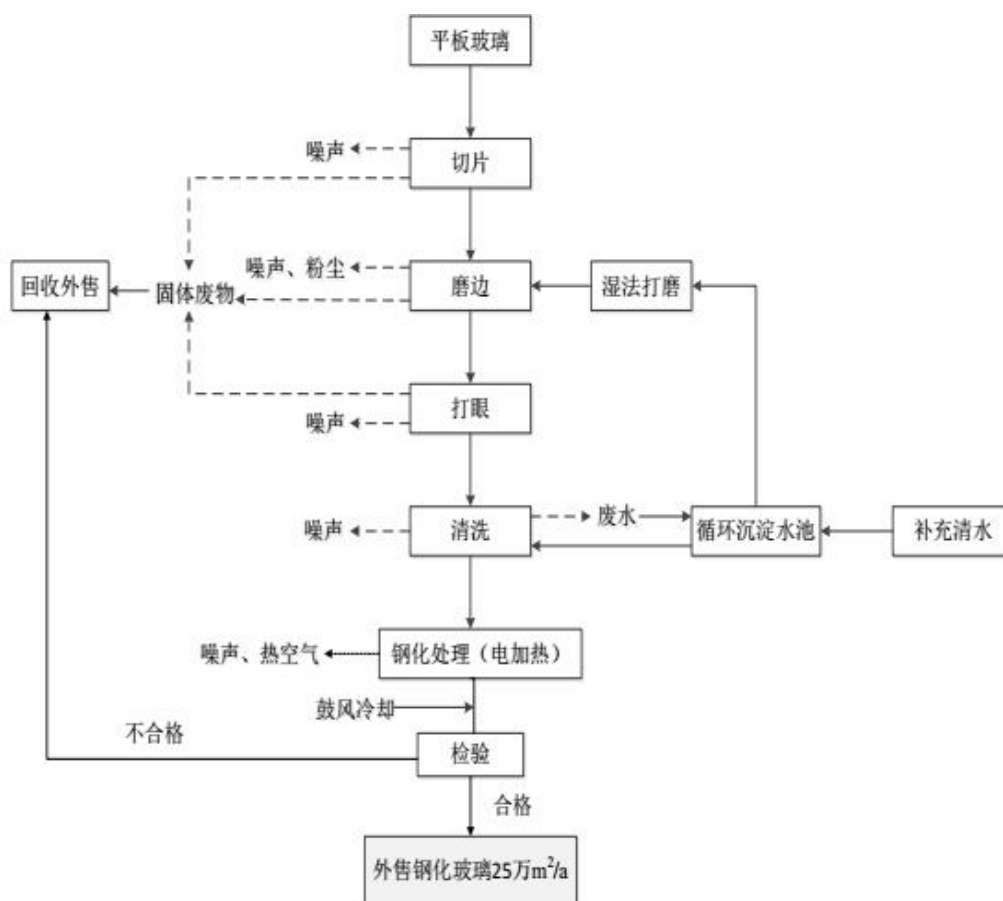 平板玻璃
噪声
切片
噪声、粉尘
回收外售
固体废物
磨边
湿法打磨
打眼
噪声
噪声
清洗
废水
循环沉淀水池
补充清水
噪声、热空气
钢化处理（电加热）
鼓风冷却
不合格
检验
合格
外售钢化玻璃25万m²/a